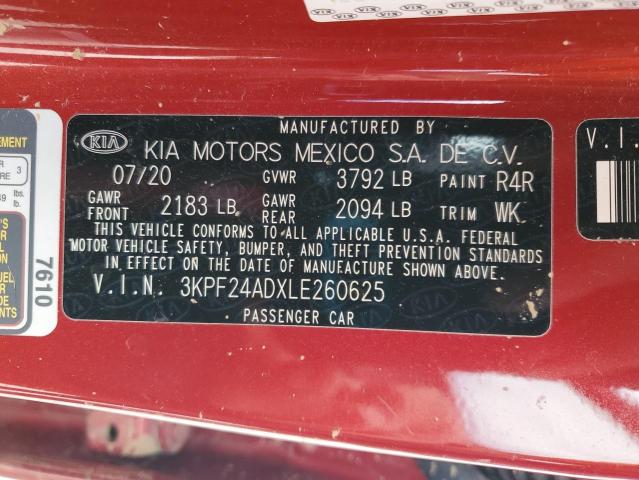 MANUFACTURED BY
KIA KIA MOTORS MEXICO S.A. DE C.V.
07/20 GVWR 3792 LB PAINT R4R
GAWR FRONT 2183 LB GAWR REAR 2094 LB TRIM WK
THIS VEHICLE CONFORMS TO ALL APPLICABLE U.S.A. FEDERAL
MOTOR VEHICLE SAFETY, BUMPER, AND THEFT PREVENTION STANDARDS
IN EFFECT ON THE DATE OF MANUFACTURE SHOWN ABOVE.
V.I.N. 3KPF24ADXLE260625
PASSENGER CAR
7610
V.I.